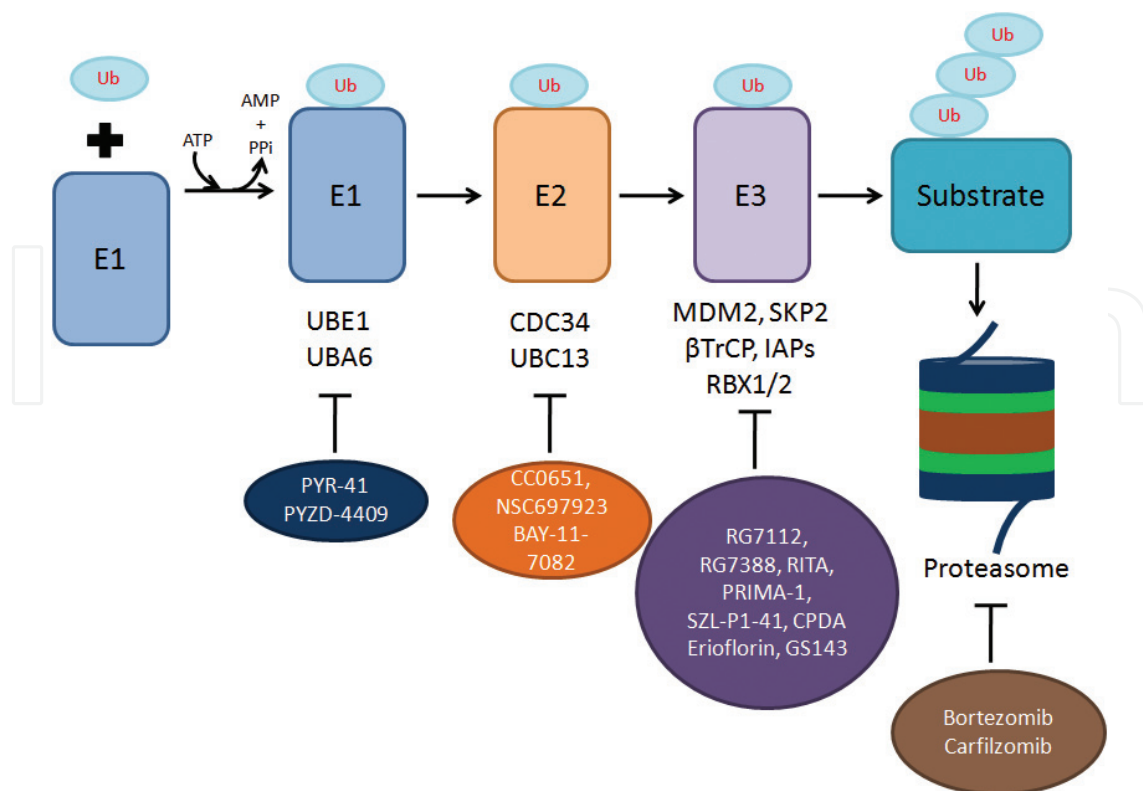 Ub
E1
ATP
AMP
+
PPi
Ub
E1
UBE1
UBA6
PYR-41
PYZD-4409
Ub
E2
CDC34
UBC13
CC0651,
NSC697923
BAY-11-
7082
Ub
E3
MDM2, SKP2
βTrCP, IAPs
RBX1/2
RG7112,
RG7388, RITA,
PRIMA-1,
SZL-P1-41, CPDA
Erioflorin, GS143
Ub
Ub
Ub
Substrate
Proteasome
Bortezomib
Carfilzomib